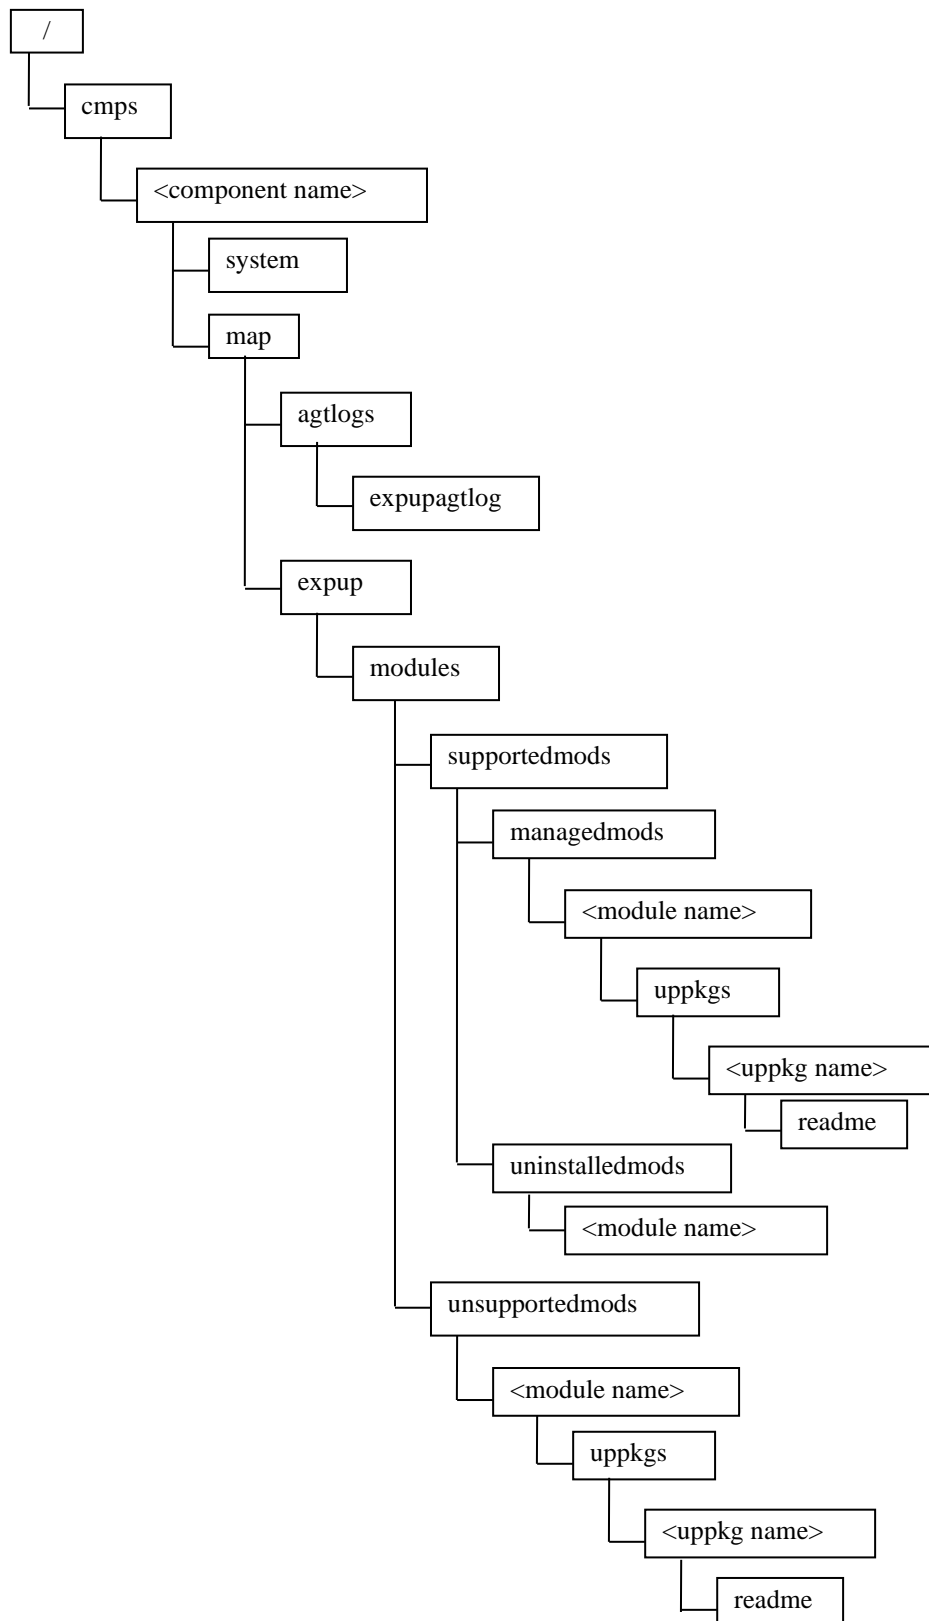 /
cmps
<component name>
system
map
agtlogs
expupagtlog
expup
modules
supportedmods
managedmods
<module name>
uppkgs
<uppkg name>
readme
uninstalledmods
<module name>
unsupportedmods
<module name>
uppkgs
<uppkg name>
readme